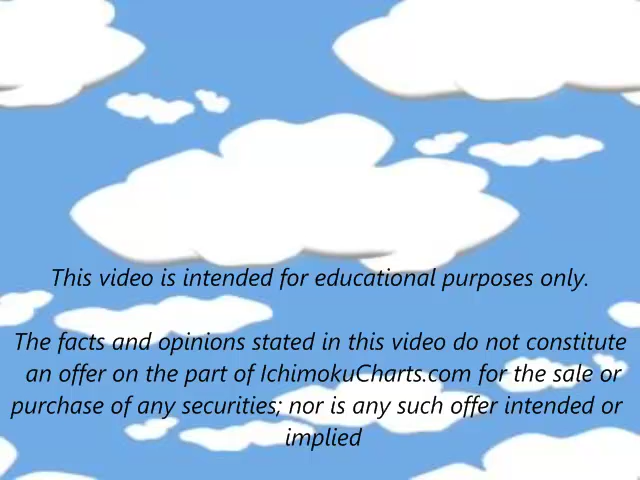 This video is intended for educational purposes only.
The facts and opinions stated in this video do not constitute
an offer on the part of IchimokuCharts.com for the sale or
purchase of any securities; nor is any such offer intended or
implied